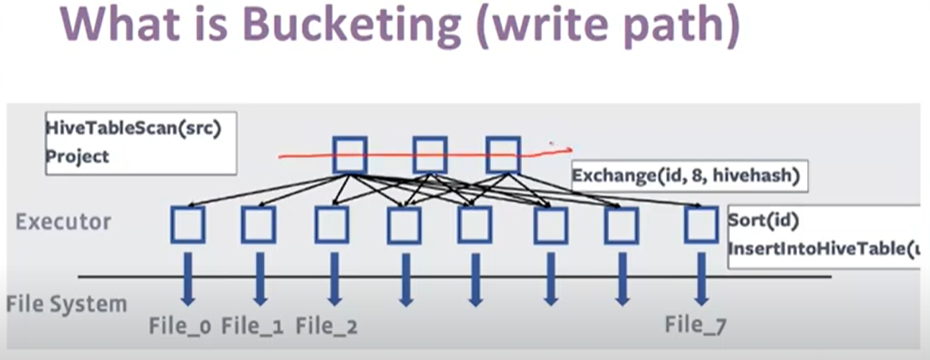 What is Bucketing (write path)
HiveTableScan(src)
Project
Exchange(id, 8, hivehash)
Executor
Sort(id)
InsertIntoHiveTable(
File System
File_0 File_1 File_2 File_7